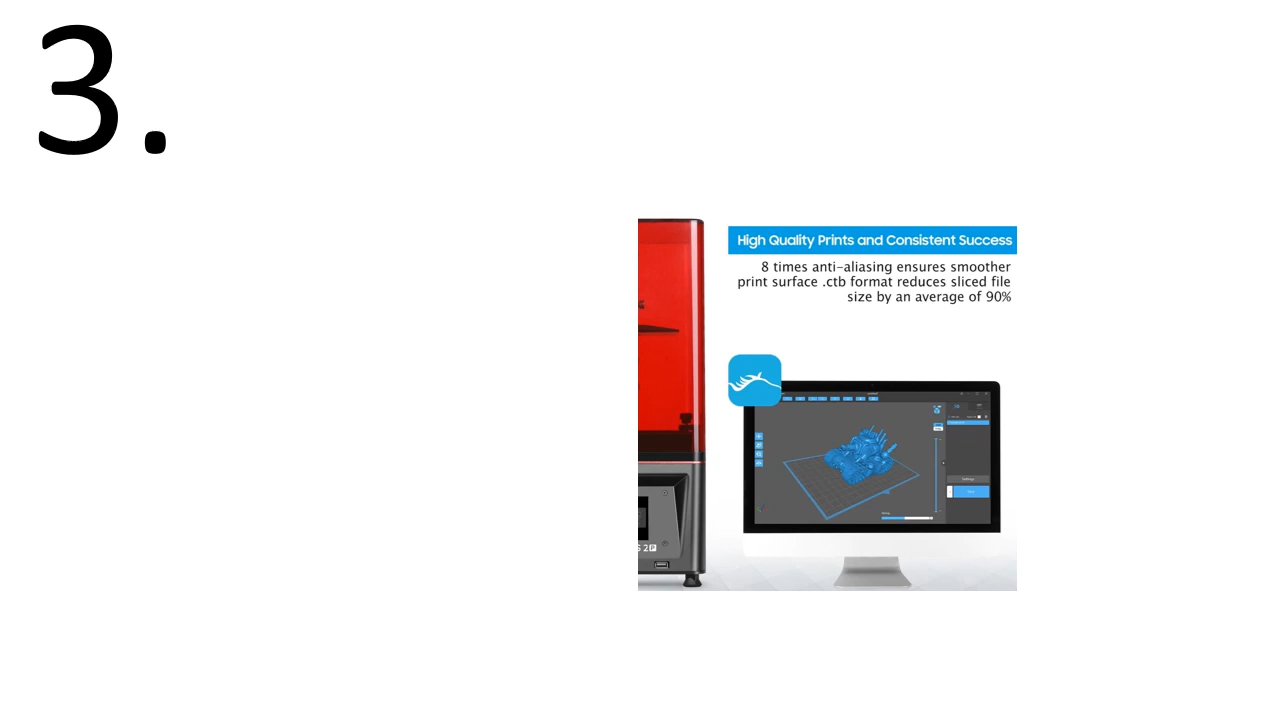 3.
High Quality Prints and Consistent Success
8 times anti-aliasing ensures smoother
print surface .ctb format reduces sliced file
size by an average of 90%
S 2P